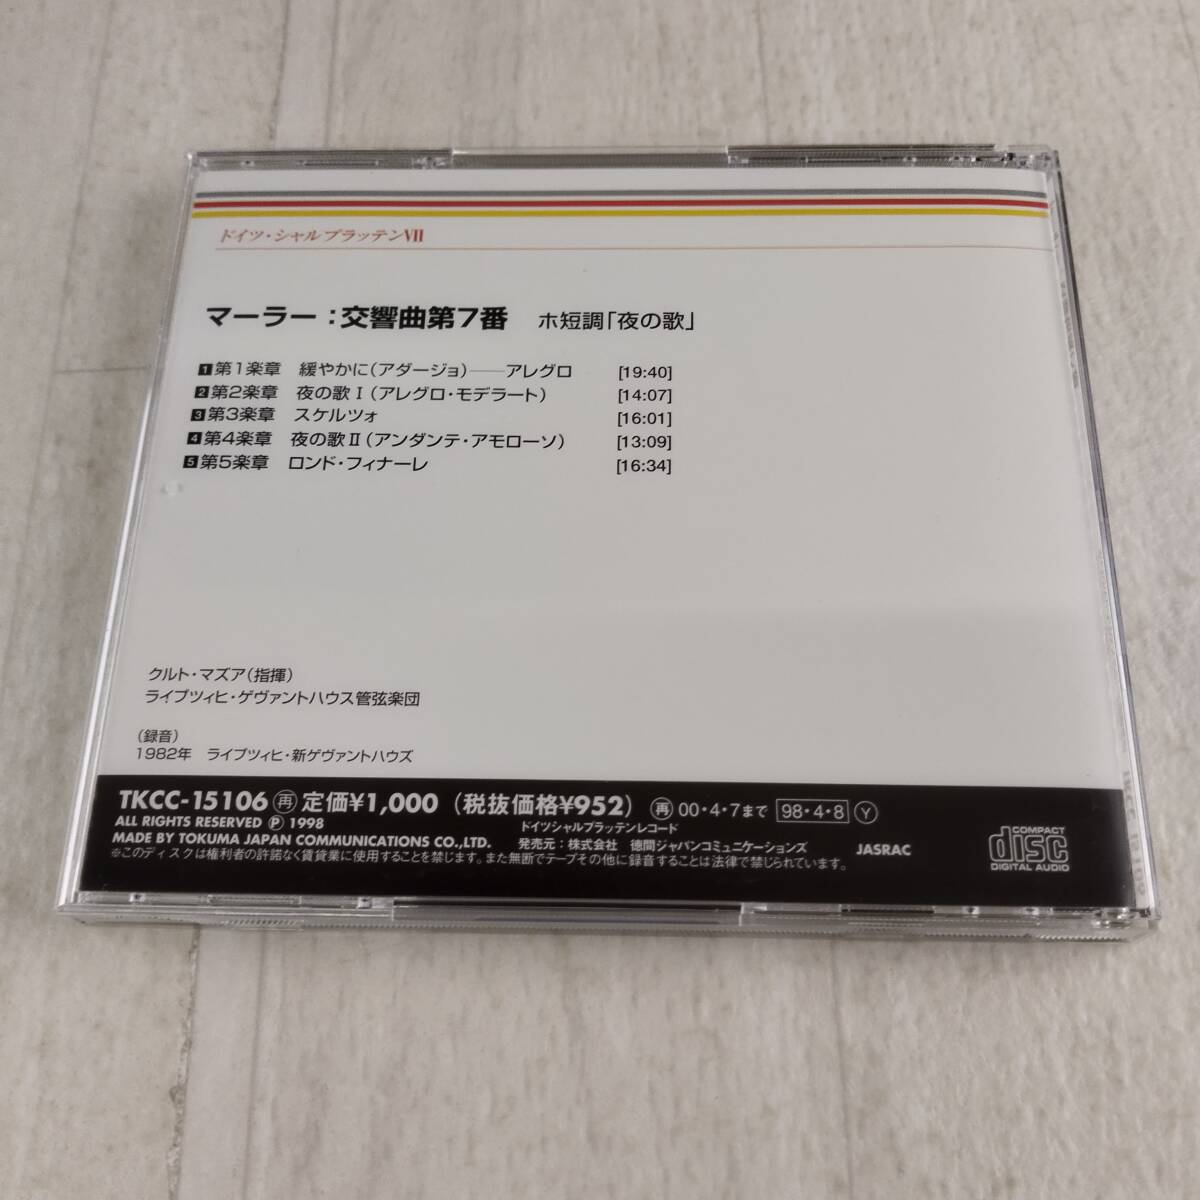 ドイツ・シャルプラッテンVII
マーラー：交響曲第7番 ホ短調「夜の歌」
1 第1楽章 緩やかに（アダージョ）——アレグロ [19:40]
2 第2楽章 夜の歌Ⅰ（アレグロ・モデラート） [14:07]
3 第3楽章 スケルツォ [16:01]
4 第4楽章 夜の歌Ⅱ（アンダンテ・アモローソ） [13:09]
5 第5楽章 ロンド・フィナーレ [16:34]
クルト・マズア（指揮）
ライプツィヒ・ゲヴァントハウス管弦楽団
（録音）
1982年 ライプツィヒ・新ゲヴァントハウズ
TKCC-15106 ㊢再 定価¥1,000（税抜価格¥952） 再 00・4・7まで 98・4・8 Y
ALL RIGHTS RESERVED Ⓟ 1998 ドイツシャルプラッテンレコード
MADE BY TOKUMA JAPAN COMMUNICATIONS CO.,LTD. 発売元：株式会社 徳間ジャパンコミュニケーションズ JASRAC
※このディスクは権利者の許諾なく賃貸業に使用することを禁じます。また無断でテープその他に録音することは法律で禁じられています。
COMPACT
disc
DIGITAL AUDIO